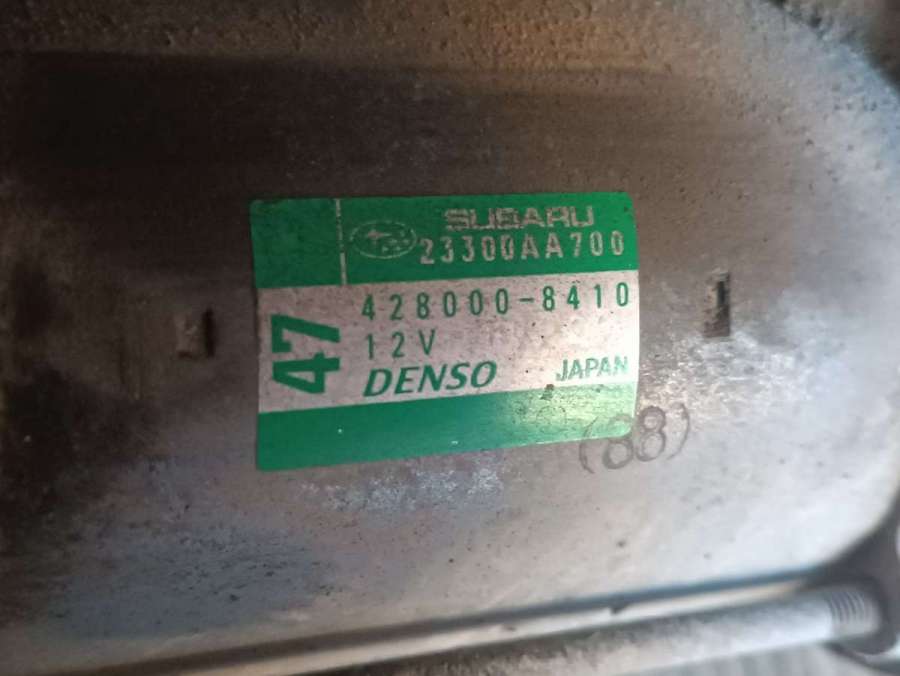 SUBARU
23300AA700
47
428000-8410
12V
DENSO JAPAN
(88)